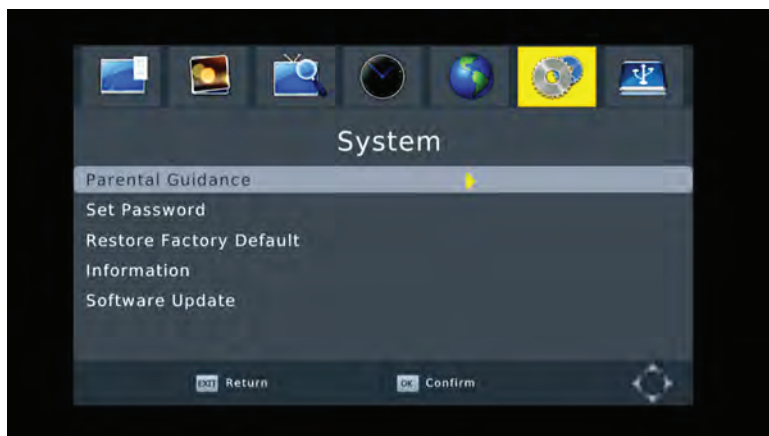 System
Parental Guidance
Set Password
Restore Factory Default
Information
Software Update
EXIT Return OK Confirm